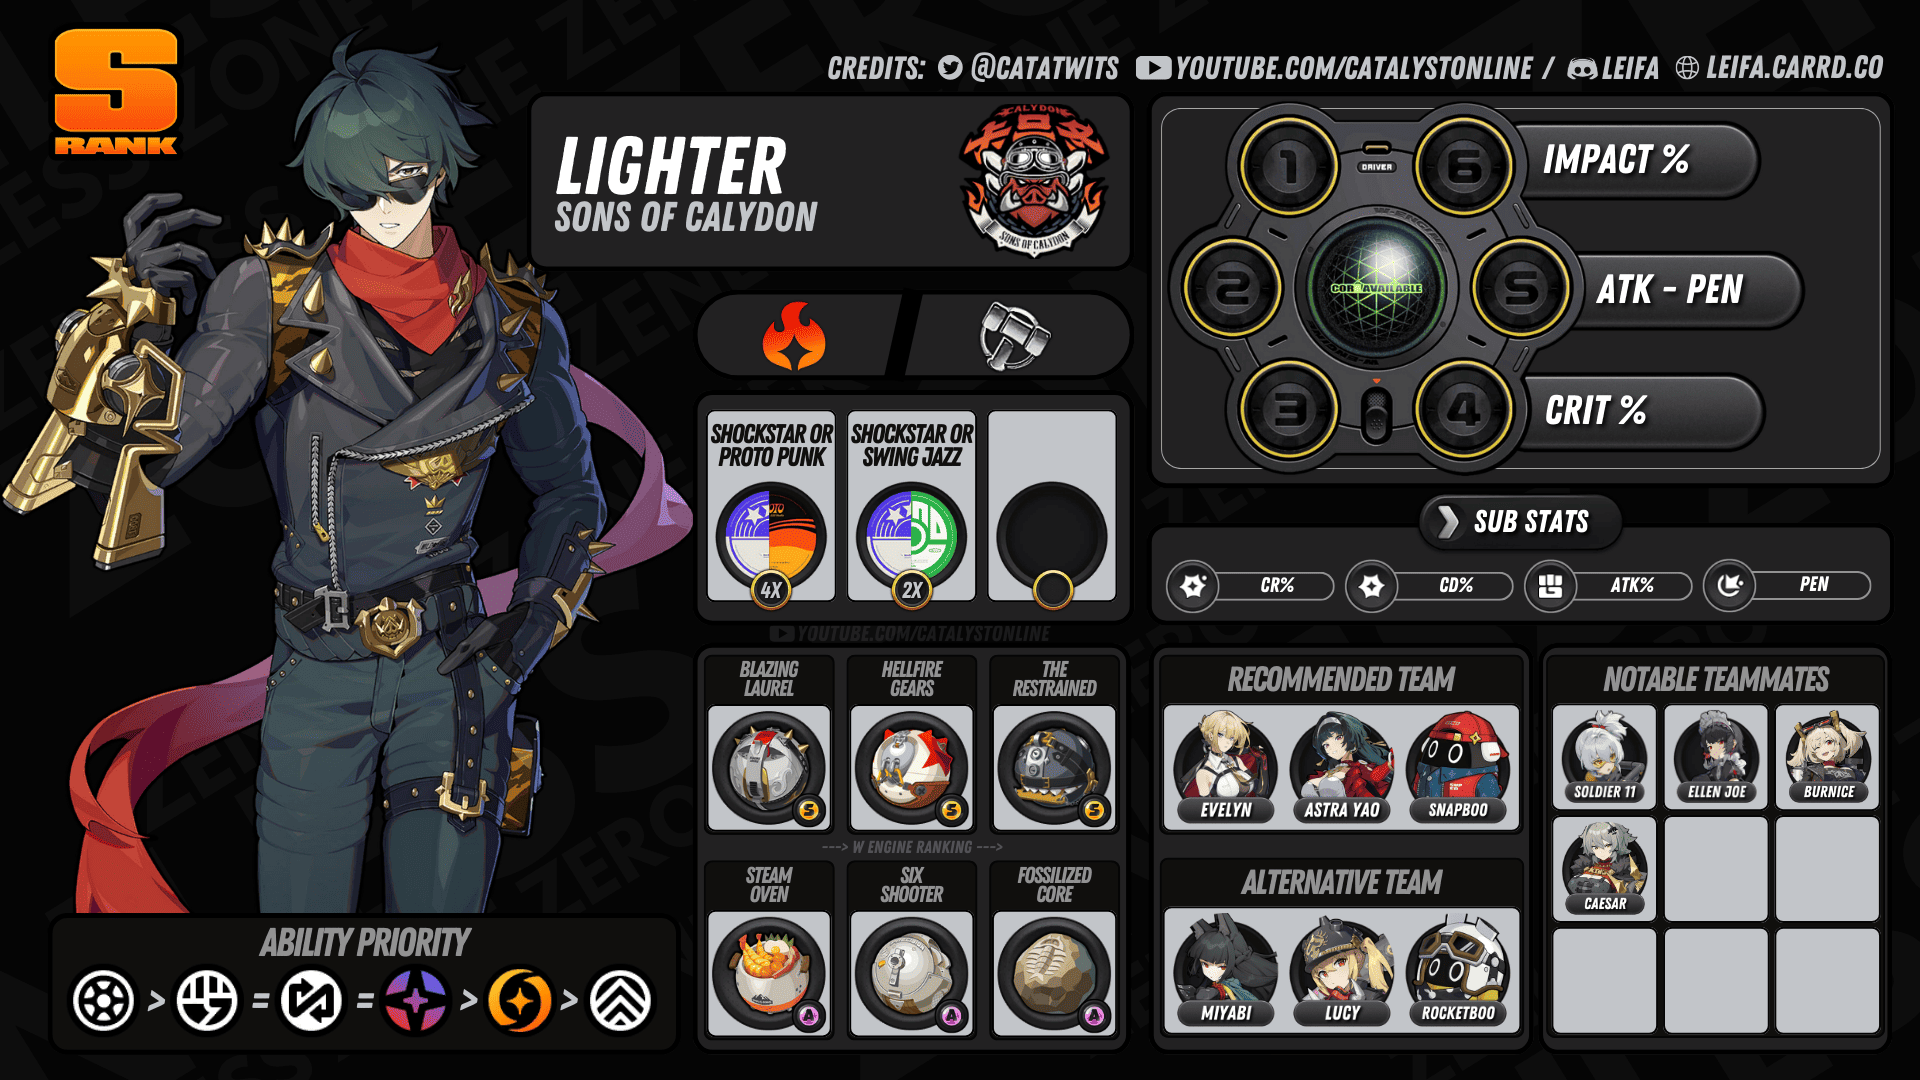 S
RANK
CREDITS: @CATATWITS YOUTUBE.COM/CATALYSTONLINE / LEIFA LEIFA.CARRD.CO
LIGHTER
SONS OF CALYDON
CALYDON
SONS OF CALYDON
1
DRIVER
6
IMPACT %
2
COR AVAILABLE
5
ATK - PEN
3
4
CRIT %
SHOCKSTAR OR
PROTO PUNK
4X
SHOCKSTAR OR
SWING JAZZ
2X
YOUTUBE.COM/CATALYSTONLINE
SUB STATS
CR%
CD%
ATK%
PEN
BLAZING
LAUREL
S
HELLFIRE
GEARS
S
THE
RESTRAINED
S
---> W ENGINE RANKING --->
STEAM
OVEN
A
SIX
SHOOTER
A
FOSSILIZED
CORE
A
RECOMMENDED TEAM
EVELYN
ASTRA YAO
SNAPBOO
ALTERNATIVE TEAM
MIYABI
LUCY
ROCKETBOO
NOTABLE TEAMMATES
SOLDIER 11
ELLEN JOE
BURNICE
CAESAR
ABILITY PRIORITY
> = = > >